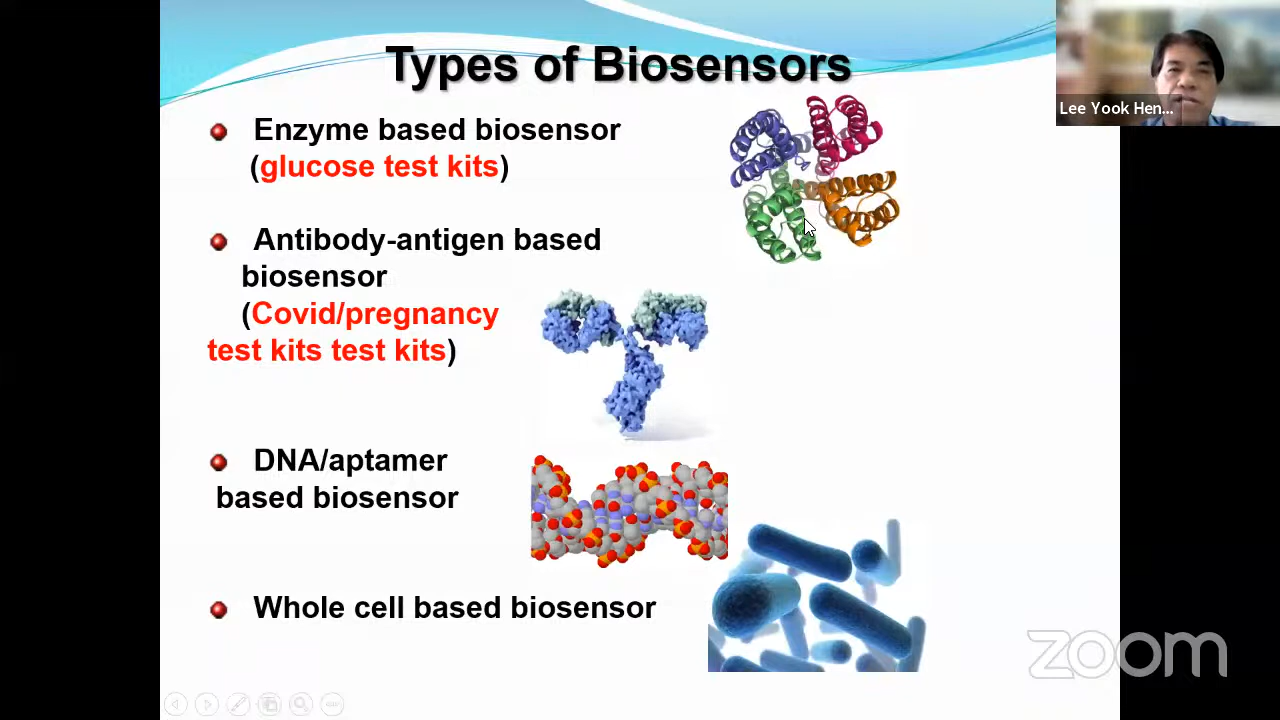 Types of Biosensors
Lee Yook Hen...
Enzyme based biosensor
(glucose test kits)
Antibody-antigen based
biosensor
(Covid/pregnancy
test kits test kits)
DNA/aptamer
based biosensor
Whole cell based biosensor
zoom